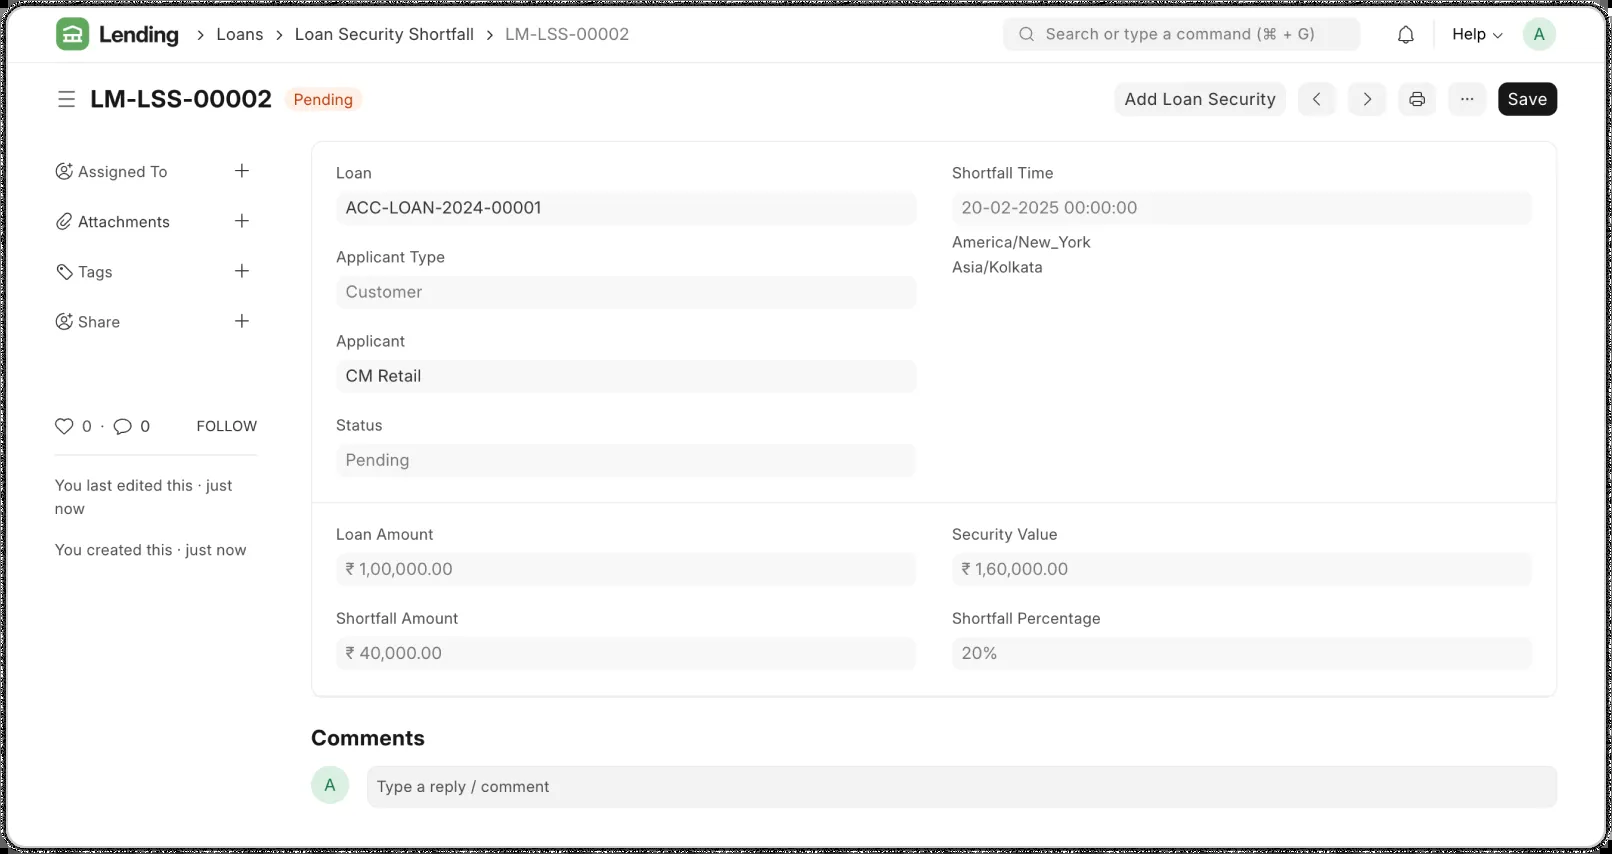 Lending > Loans > Loan Security Shortfall > LM-LSS-00002
Search or type a command (⌘ + G)
Help
A
LM-LSS-00002
Pending
Add Loan Security
Save
Assigned To
Attachments
Tags
Share
0 · 0
FOLLOW
You last edited this · just
now
You created this · just now
Loan
ACC-LOAN-2024-00001
Applicant Type
Customer
Applicant
CM Retail
Status
Pending
Shortfall Time
20-02-2025 00:00:00
America/New_York
Asia/Kolkata
Loan Amount
₹ 1,00,000.00
Security Value
₹ 1,60,000.00
Shortfall Amount
₹ 40,000.00
Shortfall Percentage
20%
Comments
A
Type a reply / comment